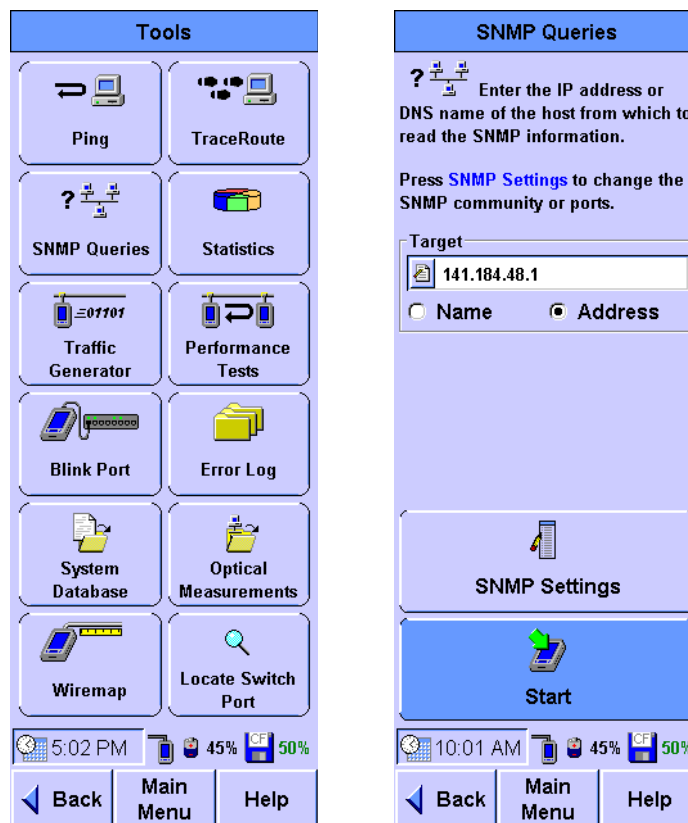 Tools
Ping
TraceRoute
SNMP Queries
Statistics
01101
Traffic
Generator
Performance
Tests
Blink Port
Error Log
System
Database
Optical
Measurements
Wiremap
Locate Switch
Port
5:02 PM
45%
CF
50%
Back
Main
Menu
Help
SNMP Queries
? Enter the IP address or
DNS name of the host from which to
read the SNMP information.
Press SNMP Settings to change the
SNMP community or ports.
Target
141.184.48.1
Name
Address
SNMP Settings
Start
10:01 AM
45%
CF
50%
Back
Main
Menu
Help